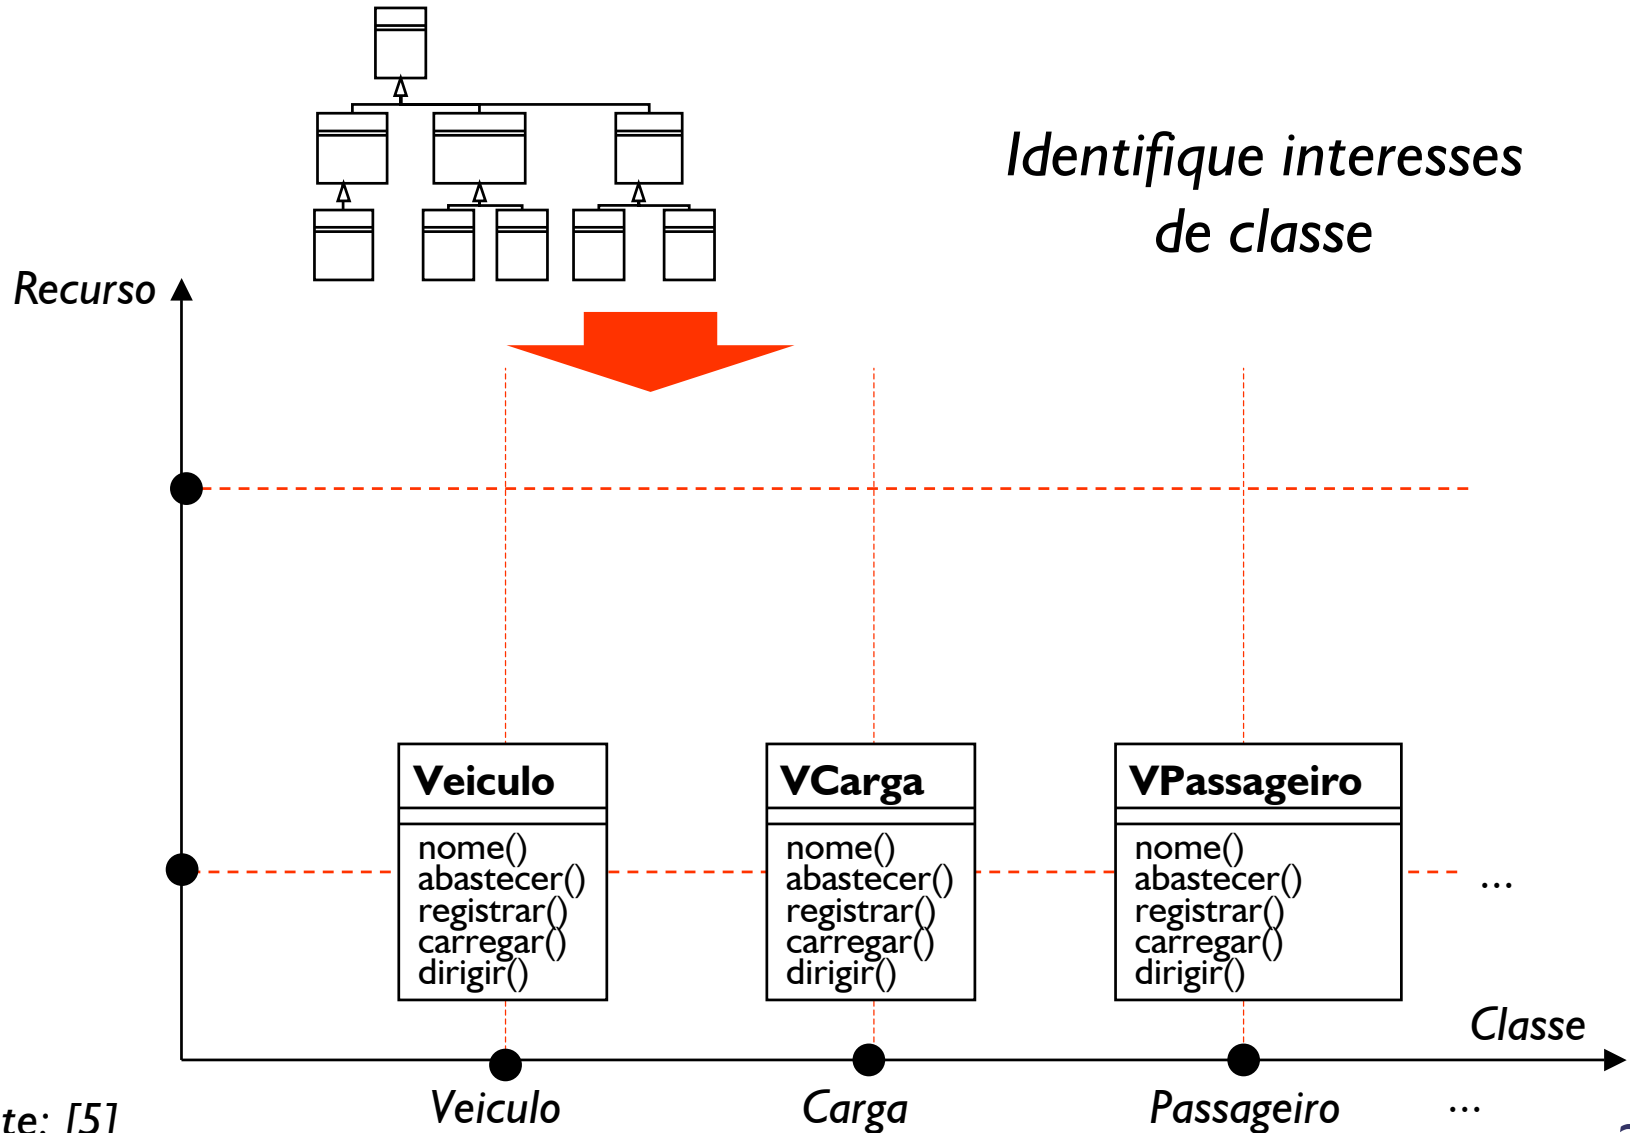 Identifique interesses
de classe
Recurso
Veiculo
nome()
abastecer()
registrar()
carregar()
dirigir()
VCarga
nome()
abastecer()
registrar()
carregar()
dirigir()
VPassageiro
nome()
abastecer()
registrar()
carregar()
dirigir()
...
Classe
Veiculo
Carga
Passageiro
...
te: [5]